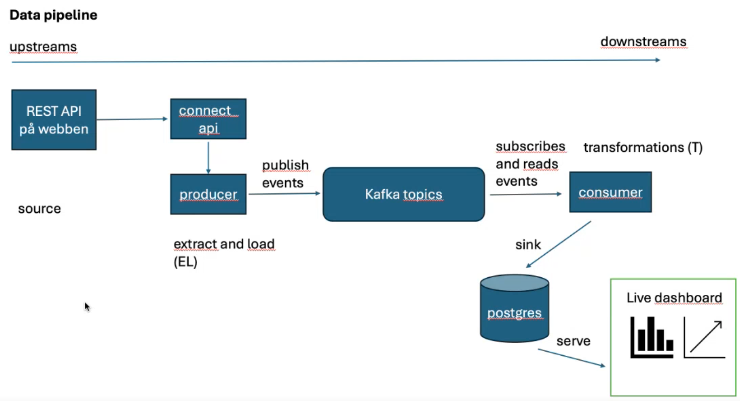 Data pipeline
upstreams
downstreams
REST API
på webben
connect_
api
producer
publish
events
Kafka topics
subscribes
and reads
events
transformations (T)
consumer
source
extract and load
(EL)
sink
postgres
serve
Live dashboard